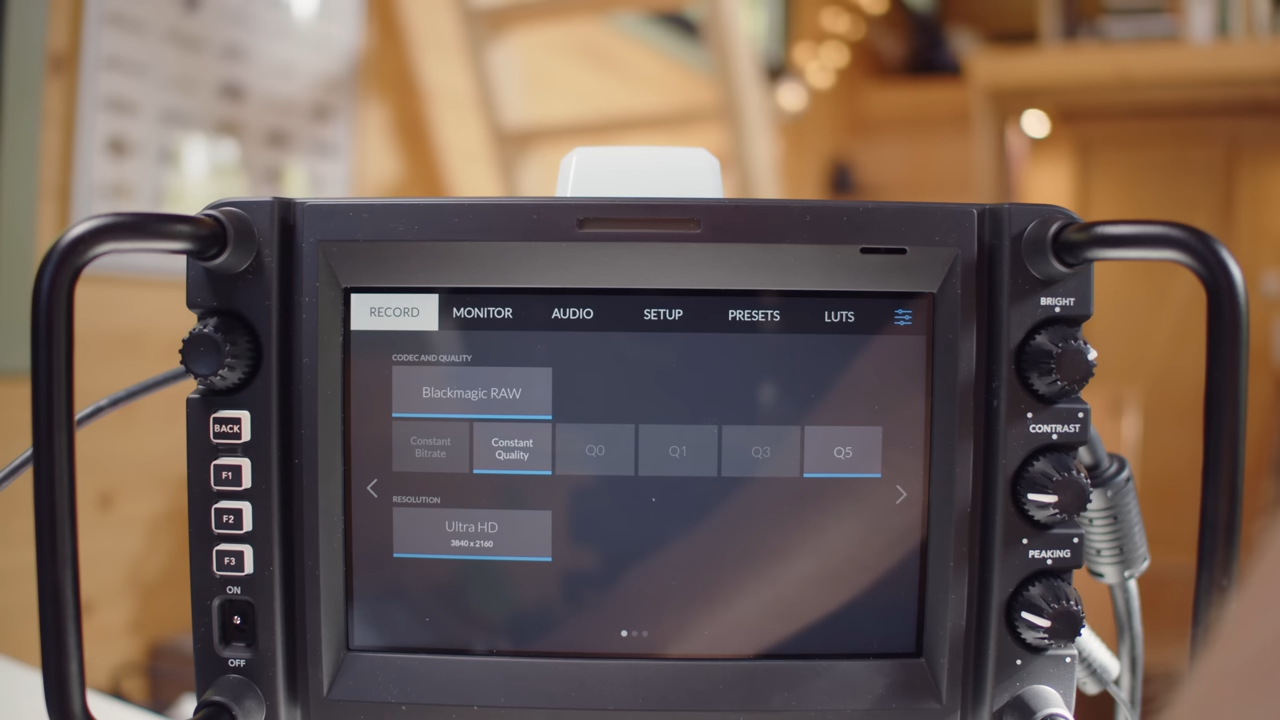 RECORD MONITOR AUDIO SETUP PRESETS LUTS
CODEC AND QUALITY
Blackmagic RAW
Constant Bitrate
Constant Quality
Q0 Q1 Q3 Q5
RESOLUTION
Ultra HD
3840 x 2160
BACK
F1
F2
F3
ON
OFF
BRIGHT
CONTRAST
PEAKING